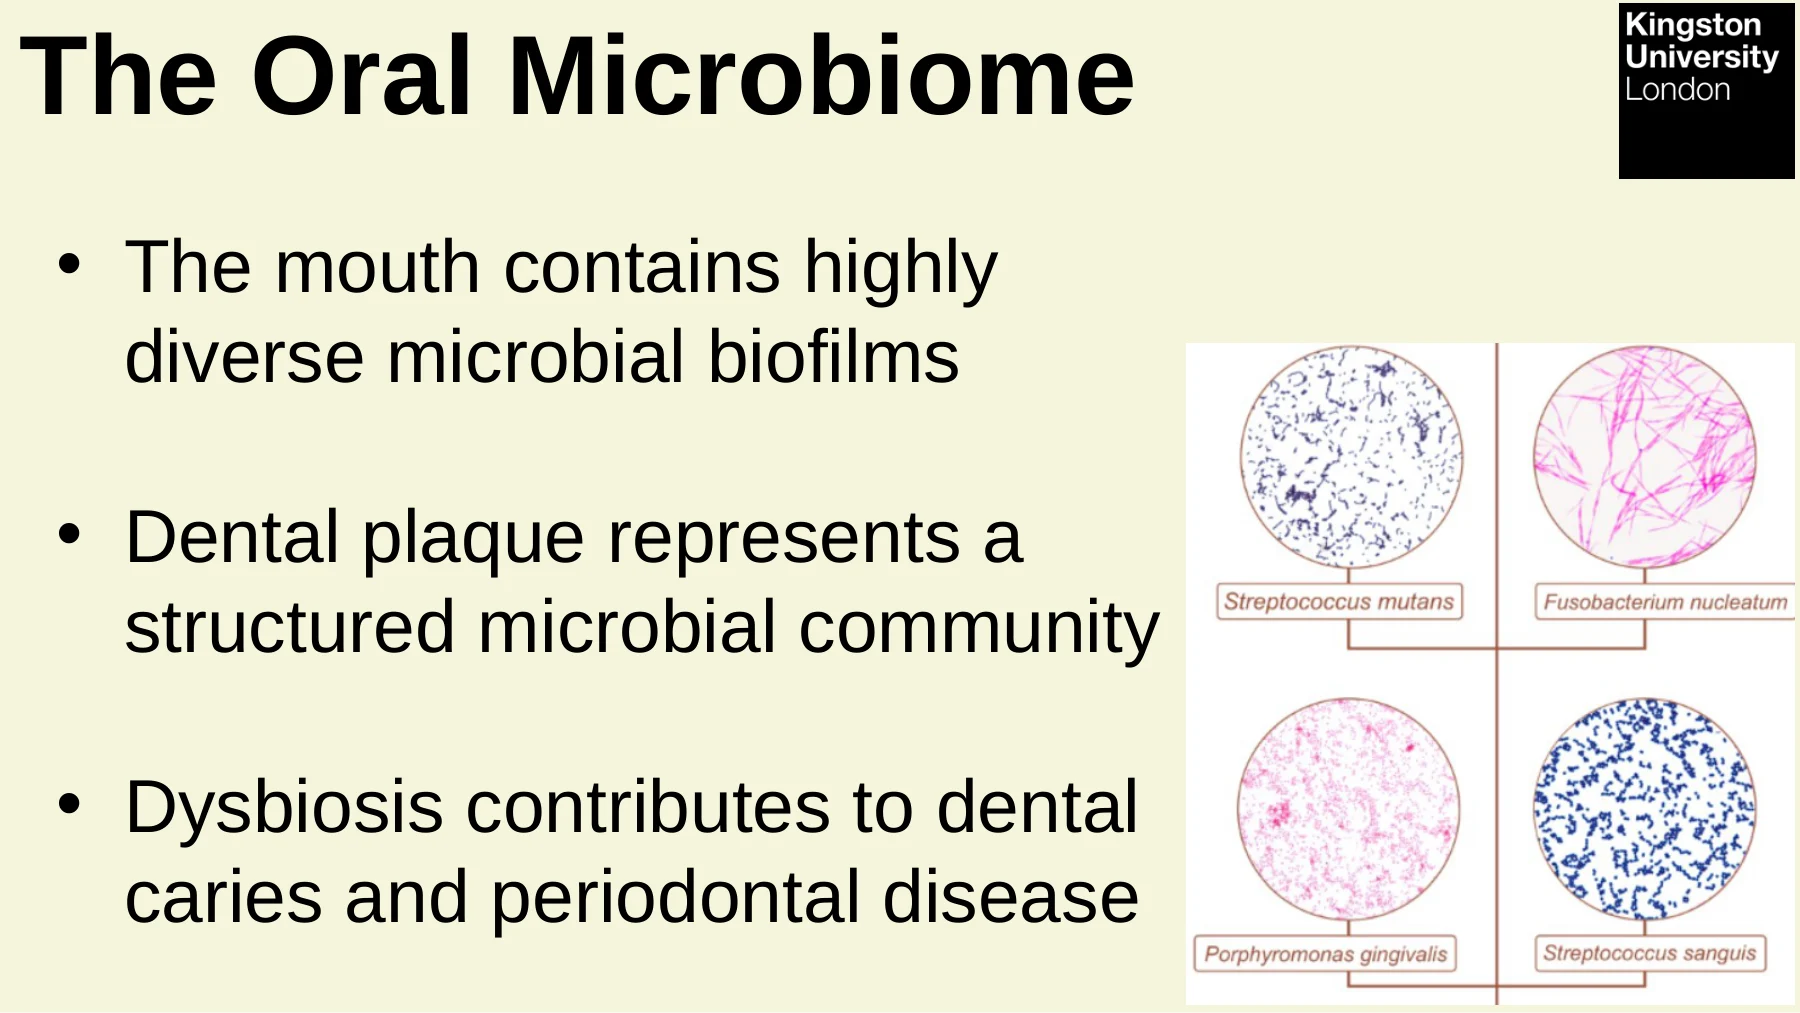 The Oral Microbiome
Kingston
University
London
• The mouth contains highly
diverse microbial biofilms
• Dental plaque represents a
structured microbial community
• Dysbiosis contributes to dental
caries and periodontal disease
Streptococcus mutans
Fusobacterium nucleatum
Porphyromonas gingivalis
Streptococcus sanguis